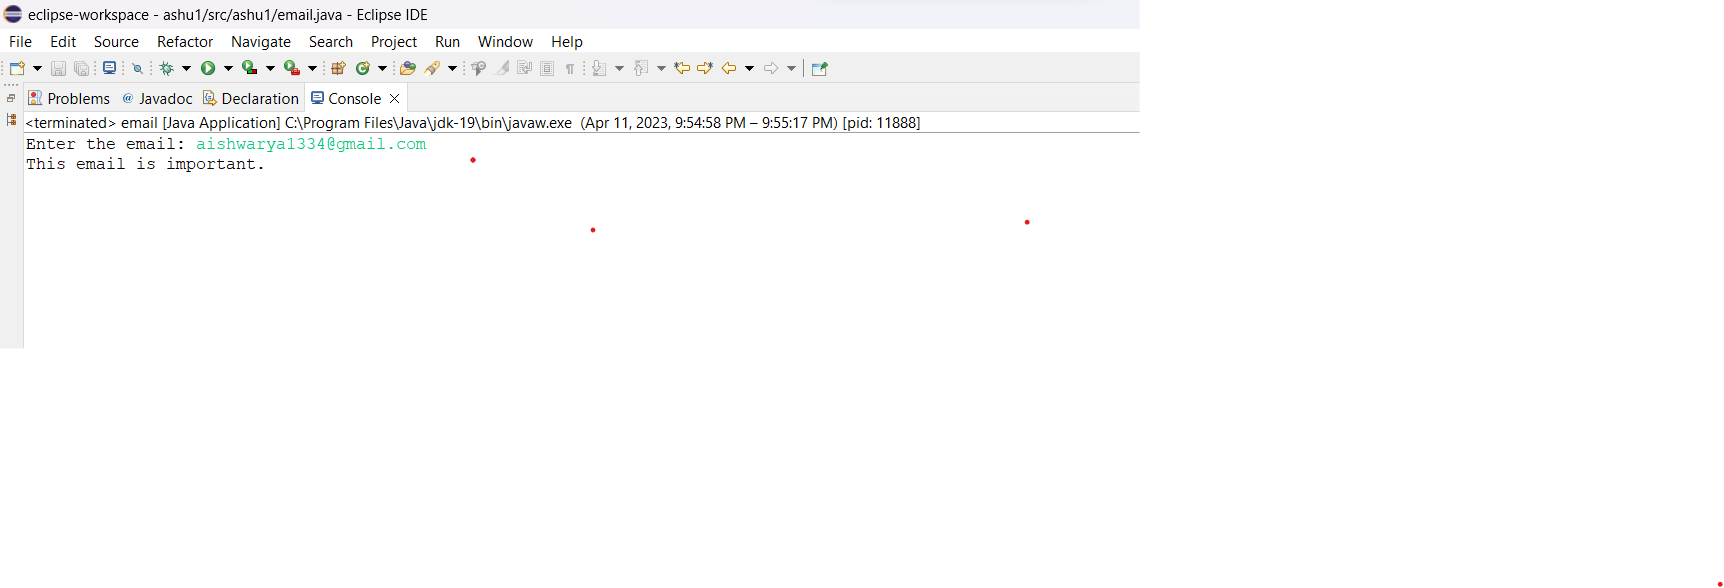 eclipse-workspace - ashu1/src/ashu1/email.java - Eclipse IDE
File Edit Source Refactor Navigate Search Project Run Window Help
Problems @ Javadoc Declaration Console
<terminated> email [Java Application] C:\Program Files\Java\jdk-19\bin\javaw.exe (Apr 11, 2023, 9:54:58 PM – 9:55:17 PM) [pid: 11888]
Enter the email: aishwarya1334@gmail.com
This email is important.